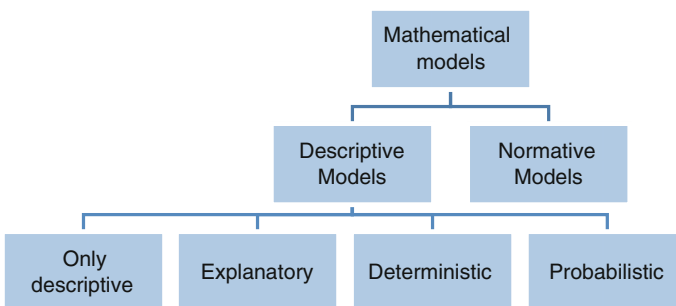 Mathematical
models
Descriptive
Models
Normative
Models
Only
descriptive
Explanatory
Deterministic
Probabilistic